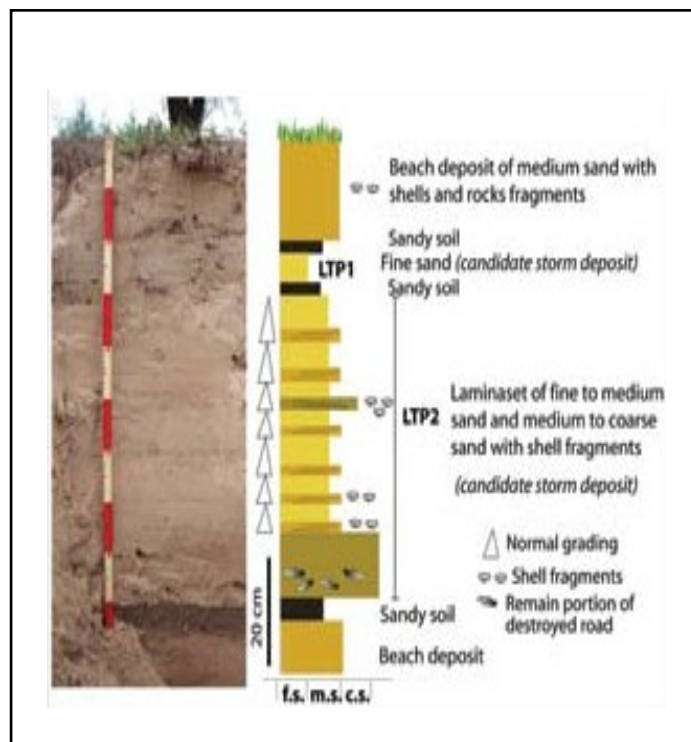 Beach deposit of medium sand with
shells and rocks fragments
Sandy soil
LTP1
Fine sand (candidate storm deposit)
Sandy soil
LTP2
Laminaset of fine to medium
sand and medium to coarse
sand with shell fragments
(candidate storm deposit)
Normal grading
Shell fragments
Remain portion of
destroyed road
20 cm
Sandy soil
Beach deposit
f.s. m.s. c.s.